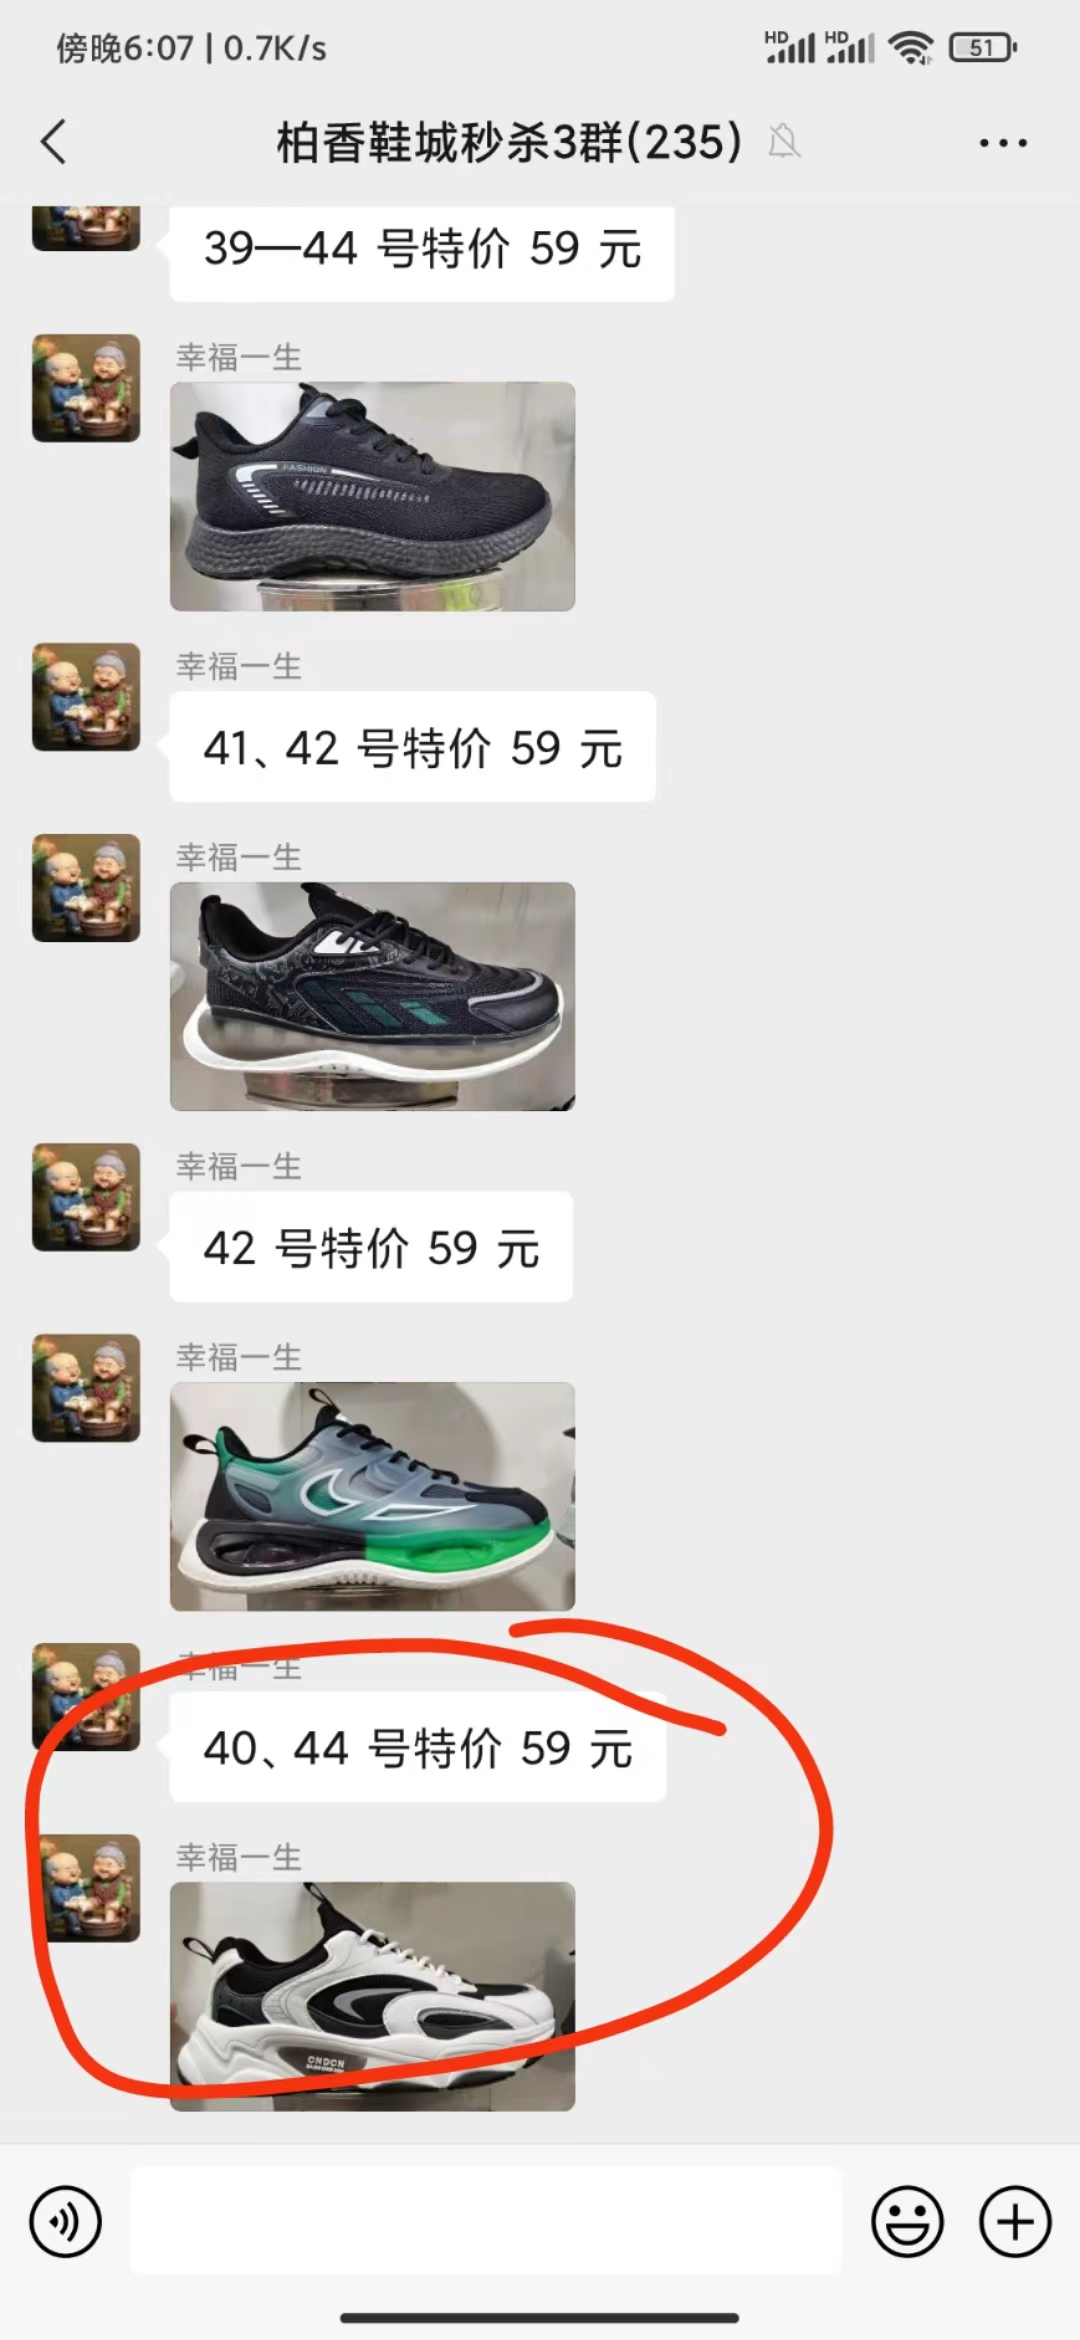 傍晚6:07 | 0.7K/s
HD HD 51
柏香鞋城秒杀3群(235)
39—44 号特价 59 元
幸福一生
FASHION
幸福一生
41、42 号特价 59 元
幸福一生
幸福一生
42 号特价 59 元
幸福一生
幸福一生
40、44 号特价 59 元
幸福一生
CNDCN